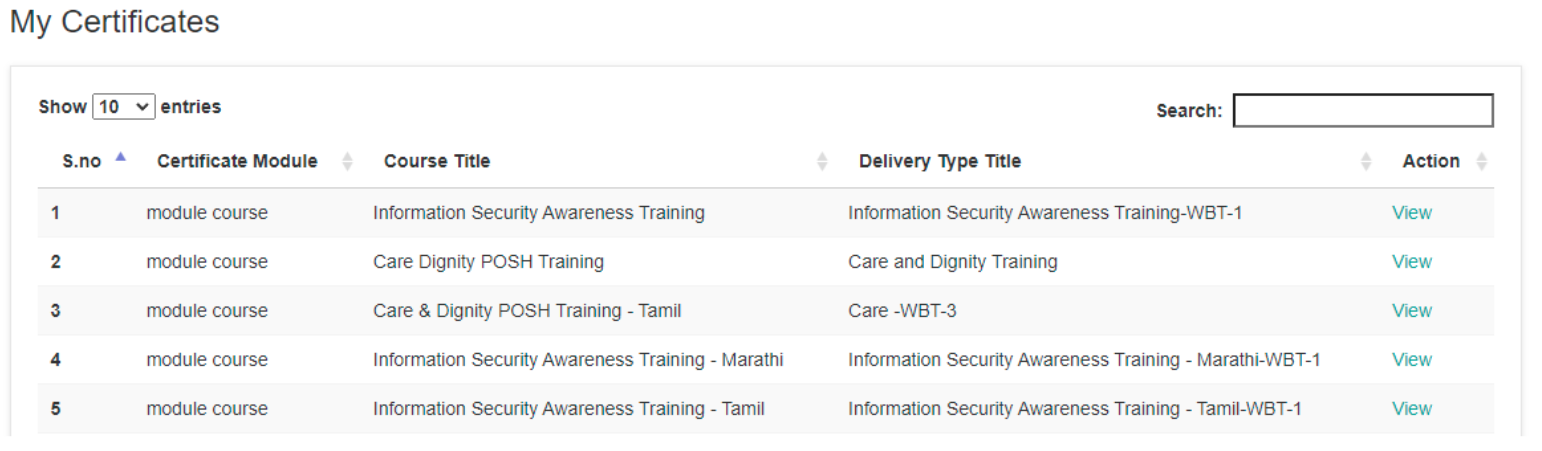 My Certificates
Show 10 entries
Search:
S.no Certificate Module Course Title Delivery Type Title Action
1 module course Information Security Awareness Training Information Security Awareness Training-WBT-1 View
2 module course Care Dignity POSH Training Care and Dignity Training View
3 module course Care & Dignity POSH Training - Tamil Care -WBT-3 View
4 module course Information Security Awareness Training - Marathi Information Security Awareness Training - Marathi-WBT-1 View
5 module course Information Security Awareness Training - Tamil Information Security Awareness Training - Tamil-WBT-1 View